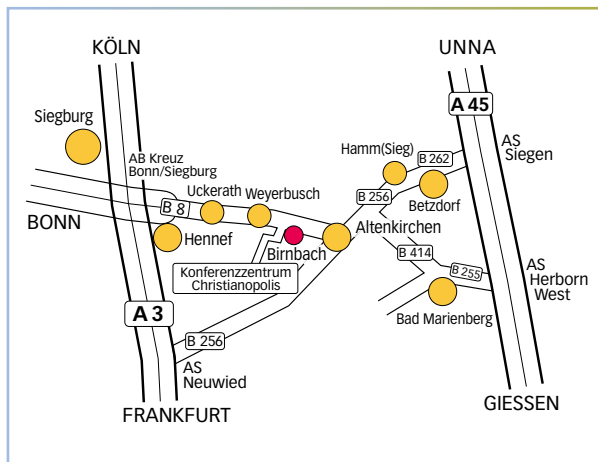 KÖLN
UNNA
A 45
Siegburg
AS
Siegen
Hamm(Sieg)
B 262
AB Kreuz
Bonn/Siegburg
Uckerath
Weyerbusch
B 256
Betzdorf
B 8
BONN
Hennef
Birnbach
Altenkirchen
B 414
Konferenzzentrum
Christianopolis
B 255
AS
Herborn
West
A 3
Bad Marienberg
B 256
AS
Neuwied
FRANKFURT
GIESSEN